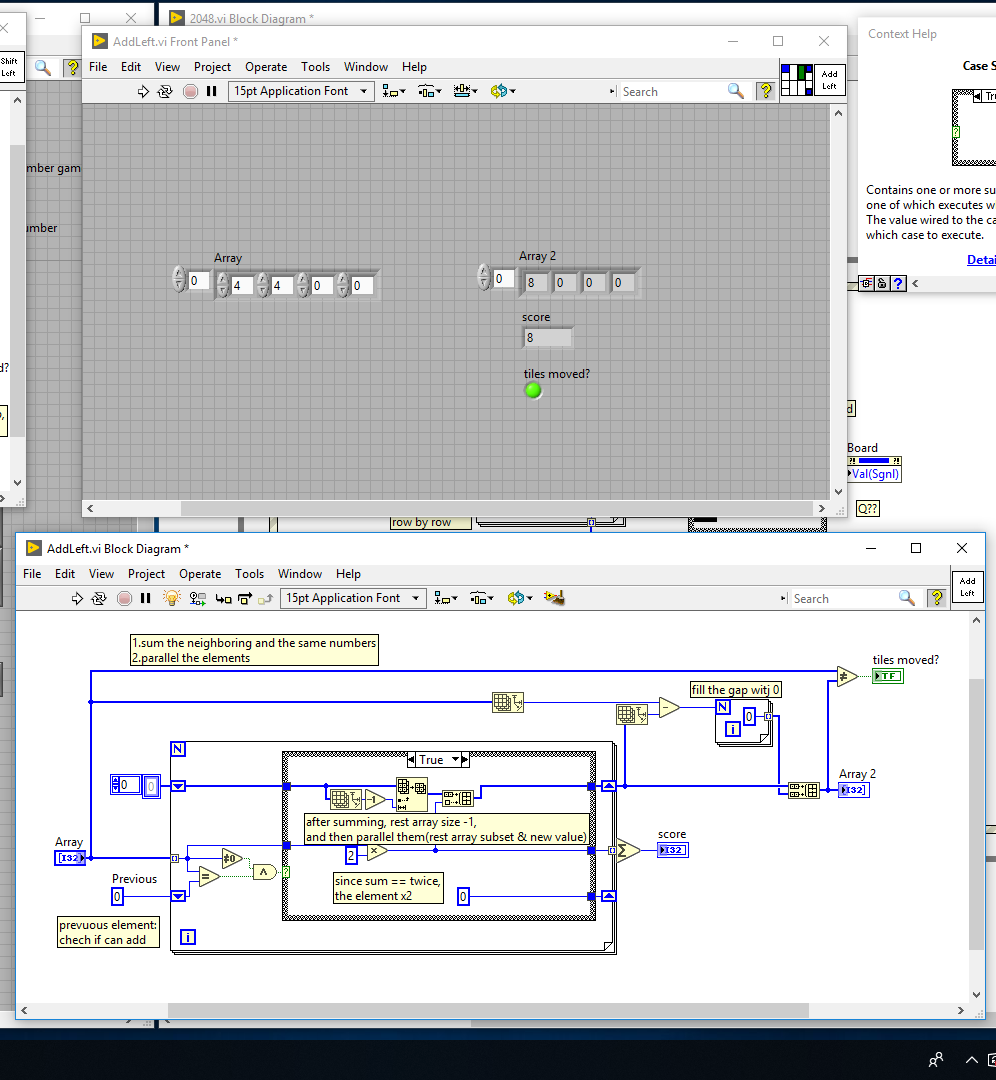 2048.vi Block Diagram *
Context Help
AddLeft.vi Front Panel *
File Edit View Project Operate Tools Window Help
Shift
Left
15pt Application Font
Search
?
Add
Left
Case S
Tru
?
mber gam
umber
Contains one or more su
one of which executes w
The value wired to the ca
which case to execute.
Detai
?
Array
0 4 4 0 0
Array 2
0 8 0 0 0
score
8
tiles moved?
d?
d
Board
Val(Sgnl)
Q??
row by row
AddLeft.vi Block Diagram *
File Edit View Project Operate Tools Window Help
15pt Application Font
Search
?
Add
Left
1.sum the neighboring and the same numbers
2.parallel the elements
tiles moved?
≠
TF
fill the gap witj 0
N
0
i
-
N
True
0 0
-1
Array 2
I32
after summing, rest array size -1,
and then parallel them(rest array subset & new value)
Array
I32
≠0
=
∧
?
2
×
Σ
score
I32
Previous
0
since sum == twice,
the element x2
0
prevuous element:
chech if can add
i